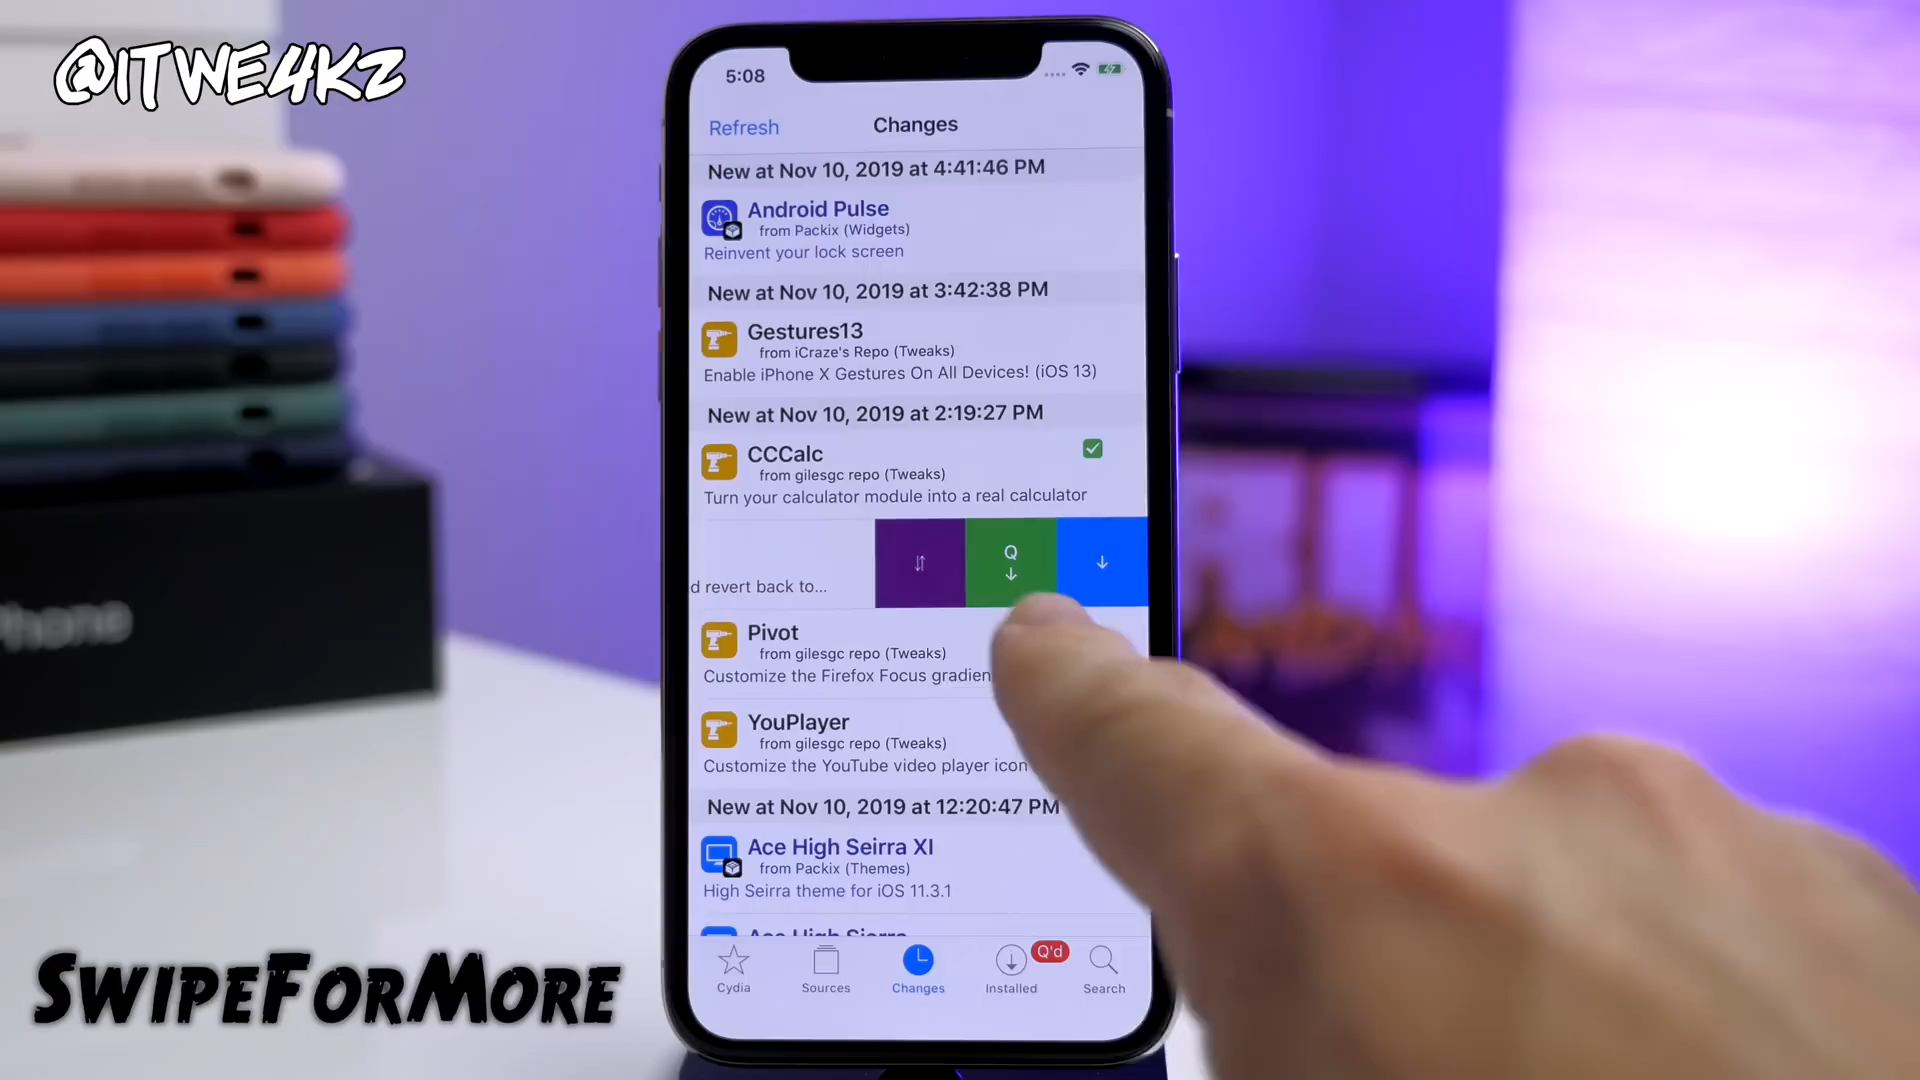 @iTWE4KZ
5:08
Refresh
Changes
New at Nov 10, 2019 at 4:41:46 PM
Android Pulse
from Packix (Widgets)
Reinvent your lock screen
New at Nov 10, 2019 at 3:42:38 PM
Gestures13
from iCraze's Repo (Tweaks)
Enable iPhone X Gestures On All Devices! (iOS 13)
New at Nov 10, 2019 at 2:19:27 PM
CCCalc
from gilesgc repo (Tweaks)
Turn your calculator module into a real calculator
Q
d revert back to...
Pivot
from gilesgc repo (Tweaks)
Customize the Firefox Focus gradien
YouPlayer
from gilesgc repo (Tweaks)
Customize the YouTube video player icon
New at Nov 10, 2019 at 12:20:47 PM
Ace High Seirra XI
from Packix (Themes)
High Seirra theme for iOS 11.3.1
Ace High Sierra
Q'd
Cydia
Sources
Changes
Installed
Search
Phone
SwipeForMore